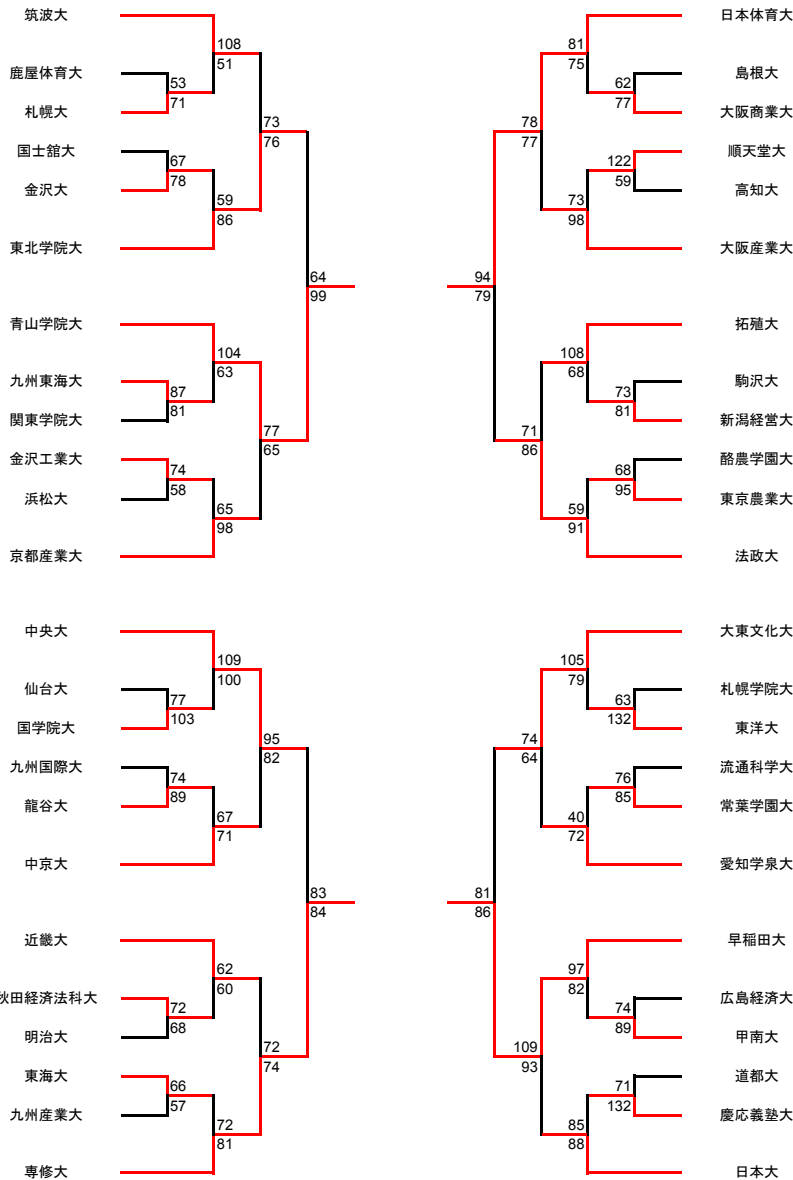 筑波大
108
51
鹿屋体育大
53
71
札幌大
73
76
国士舘大
67
78
金沢大
59
86
東北学院大
64
99
青山学院大
104
63
九州東海大
87
81
関東学院大
77
65
金沢工業大
74
58
浜松大
65
98
京都産業大
中央大
109
100
仙台大
77
103
国学院大
95
82
九州国際大
74
89
龍谷大
67
71
中京大
83
84
近畿大
62
60
秋田経済法科大
72
68
明治大
72
74
東海大
66
57
九州産業大
72
81
専修大
日本体育大
81
75
島根大
62
77
大阪商業大
78
77
順天堂大
122
59
高知大
73
98
大阪産業大
94
79
拓殖大
108
68
駒沢大
73
81
新潟経営大
71
86
酪農学園大
68
95
東京農業大
59
91
法政大
大東文化大
105
79
札幌学院大
63
132
東洋大
74
64
流通科学大
76
85
常葉学園大
40
72
愛知学泉大
81
86
早稲田大
97
82
広島経済大
74
89
甲南大
109
93
道都大
71
132
慶応義塾大
85
88
日本大